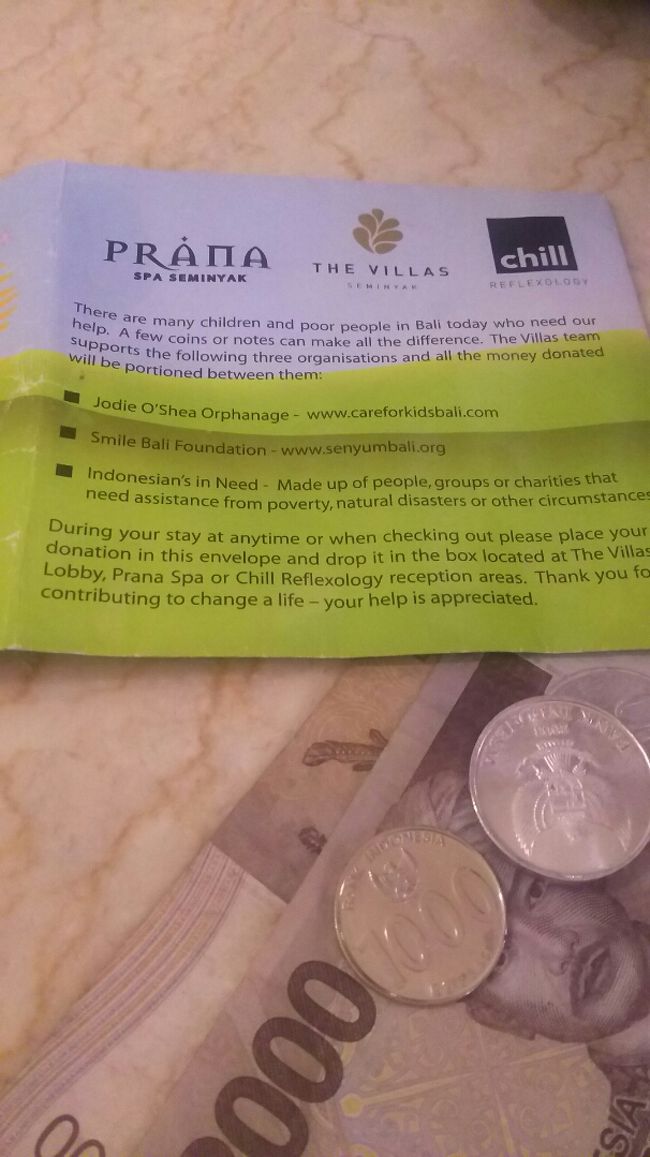 PRÁNA
SPA SEMINYAK
THE VILLAS
SEMINYAK
chill
REFLEXOLOGY
There are many children and poor people in Bali today who need our
help. A few coins or notes can make all the difference. The Villas team
supports the following three organisations and all the money donated
will be portioned between them:
Jodie O'Shea Orphanage - www.careforkidsbali.com
Smile Bali Foundation - www.senyumbali.org
Indonesian's in Need - Made up of people, groups or charities that
need assistance from poverty, natural disasters or other circumstances
During your stay at anytime or when checking out please place your
donation in this envelope and drop it in the box located at The Villas
Lobby, Prana Spa or Chill Reflexology reception areas. Thank you fo
contributing to change a life – your help is appreciated.
BANK INDONESIA
BANK INDONESIA
1000
000
00